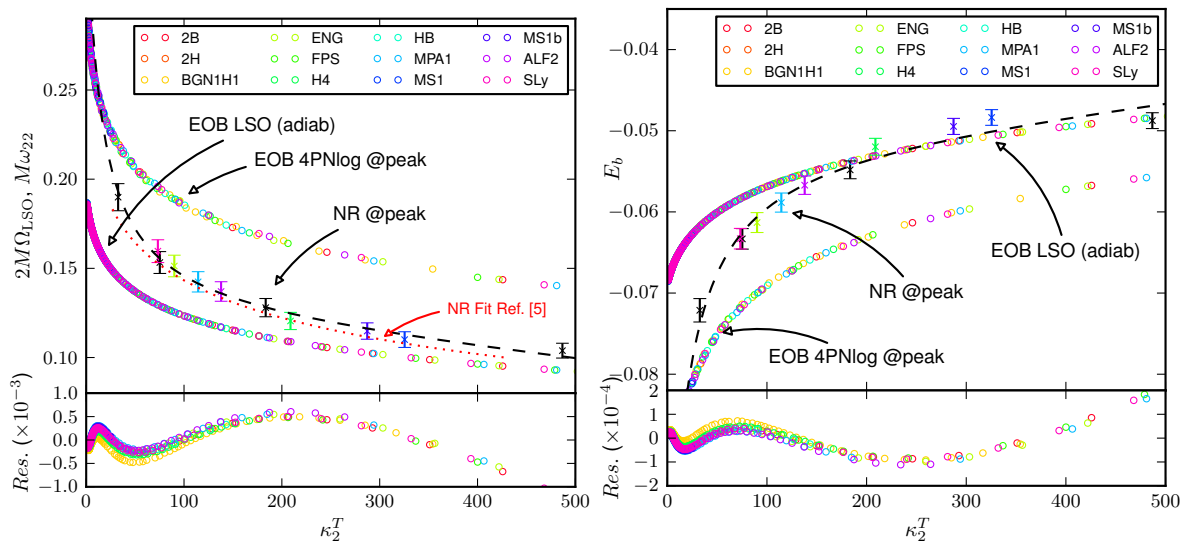 2B ENG HB MS1b
2H FPS MPA1 ALF2
BGN1H1 H4 MS1 SLy
EOB LSO (adiab)
EOB 4PNlog @peak
NR @peak
NR Fit Ref. [5]
2MΩ_LSO, Mω_22
0.25
0.20
0.15
0.10
Res. (×10^−3)
1.0
0.5
0.0
−0.5
−1.0
0 100 200 300 400 500
κ_2^T
2B ENG HB MS1b
2H FPS MPA1 ALF2
BGN1H1 H4 MS1 SLy
EOB LSO (adiab)
NR @peak
EOB 4PNlog @peak
E_b
−0.04
−0.05
−0.06
−0.07
−0.08
Res. (×10^−4)
2
1
0
−1
−2
0 100 200 300 400 500
κ_2^T